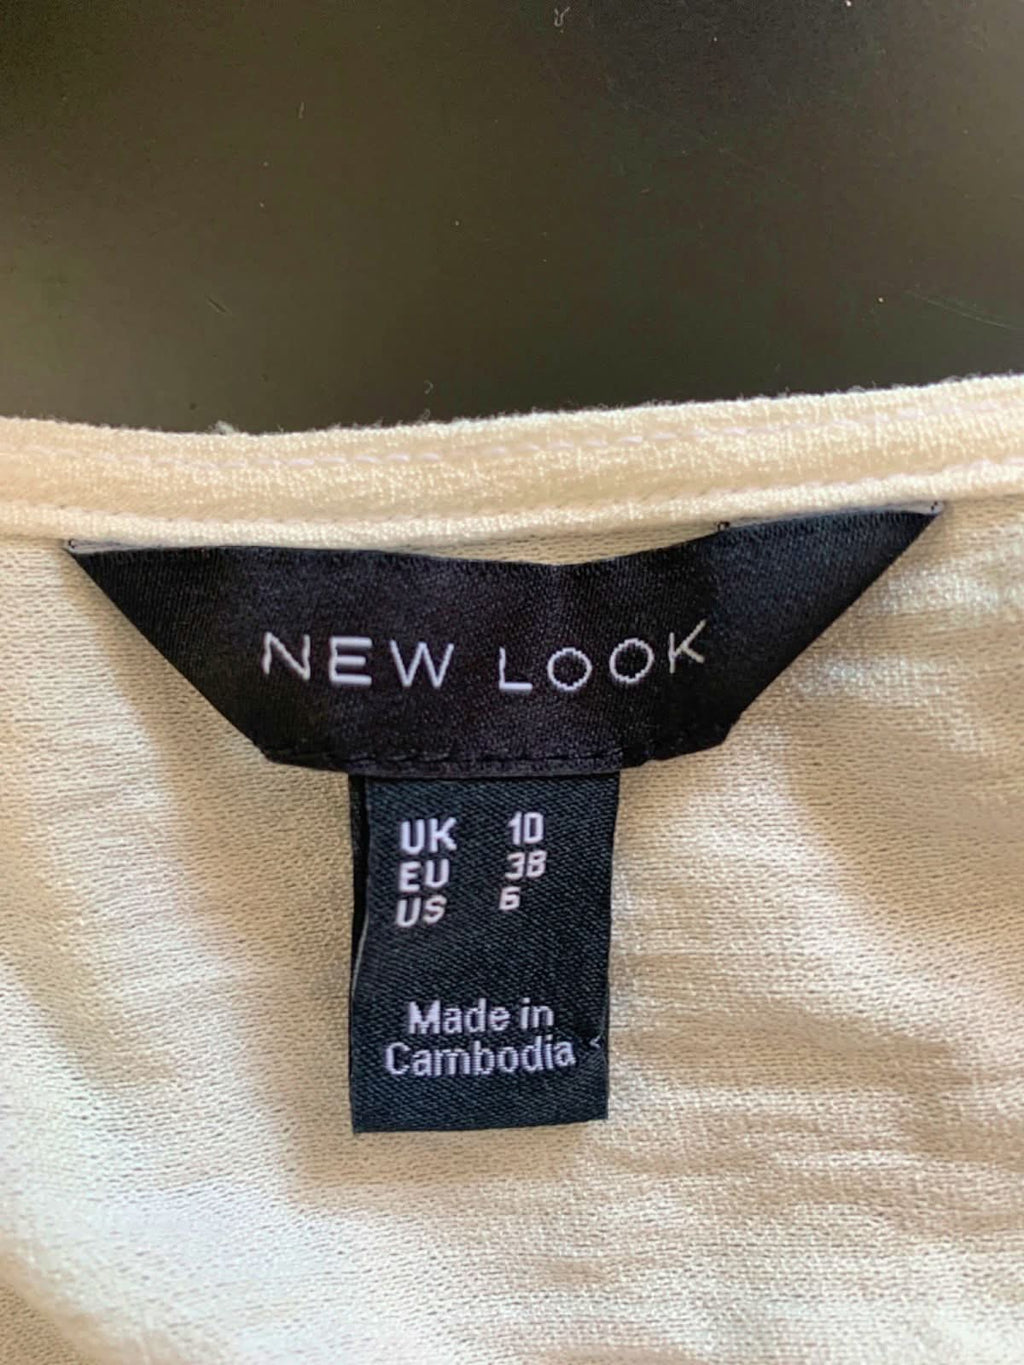 NEW LOOK
UK 10
EU 38
US 6
Made in
Cambodia